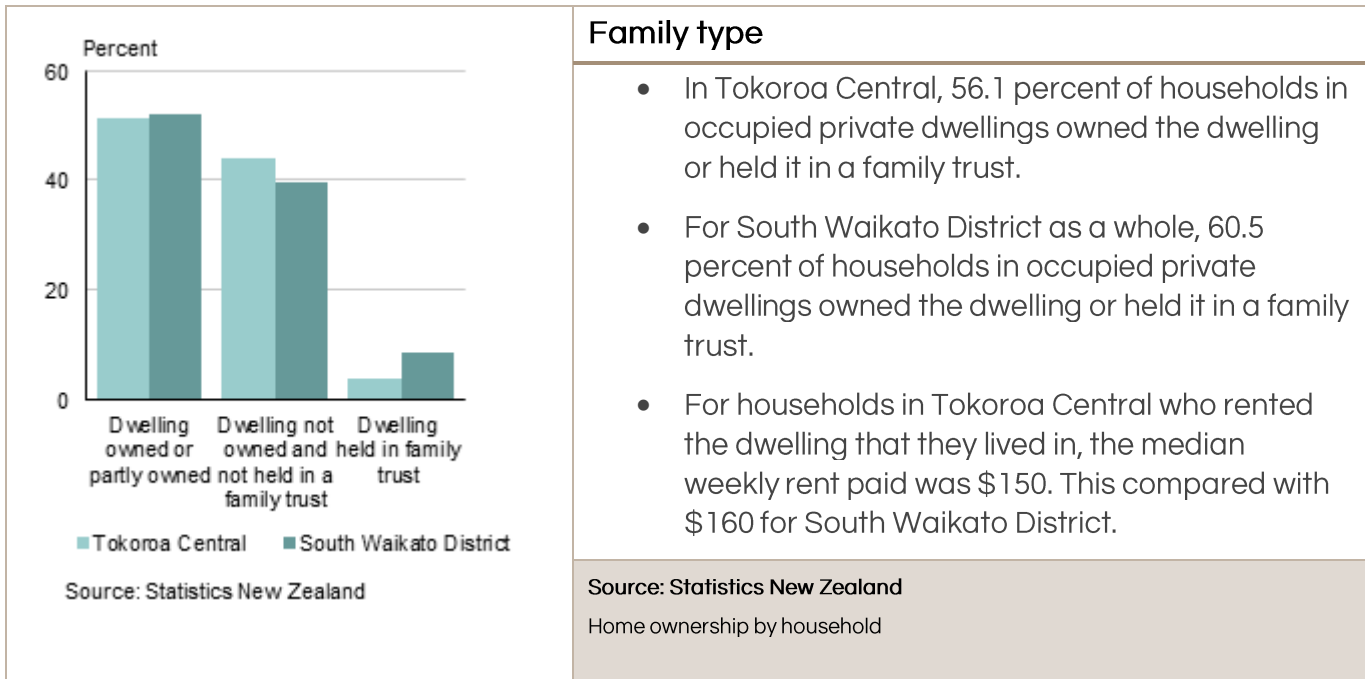 Percent
60
40
20
0
Dwelling owned or partly owned
Dwelling not owned and not held in a family trust
Dwelling held in family trust
Tokoroa Central South Waikato District
Source: Statistics New Zealand
Family type
• In Tokoroa Central, 56.1 percent of households in
occupied private dwellings owned the dwelling
or held it in a family trust.
• For South Waikato District as a whole, 60.5
percent of households in occupied private
dwellings owned the dwelling or held it in a family
trust.
• For households in Tokoroa Central who rented
the dwelling that they lived in, the median
weekly rent paid was $150. This compared with
$160 for South Waikato District.
Source: Statistics New Zealand
Home ownership by household